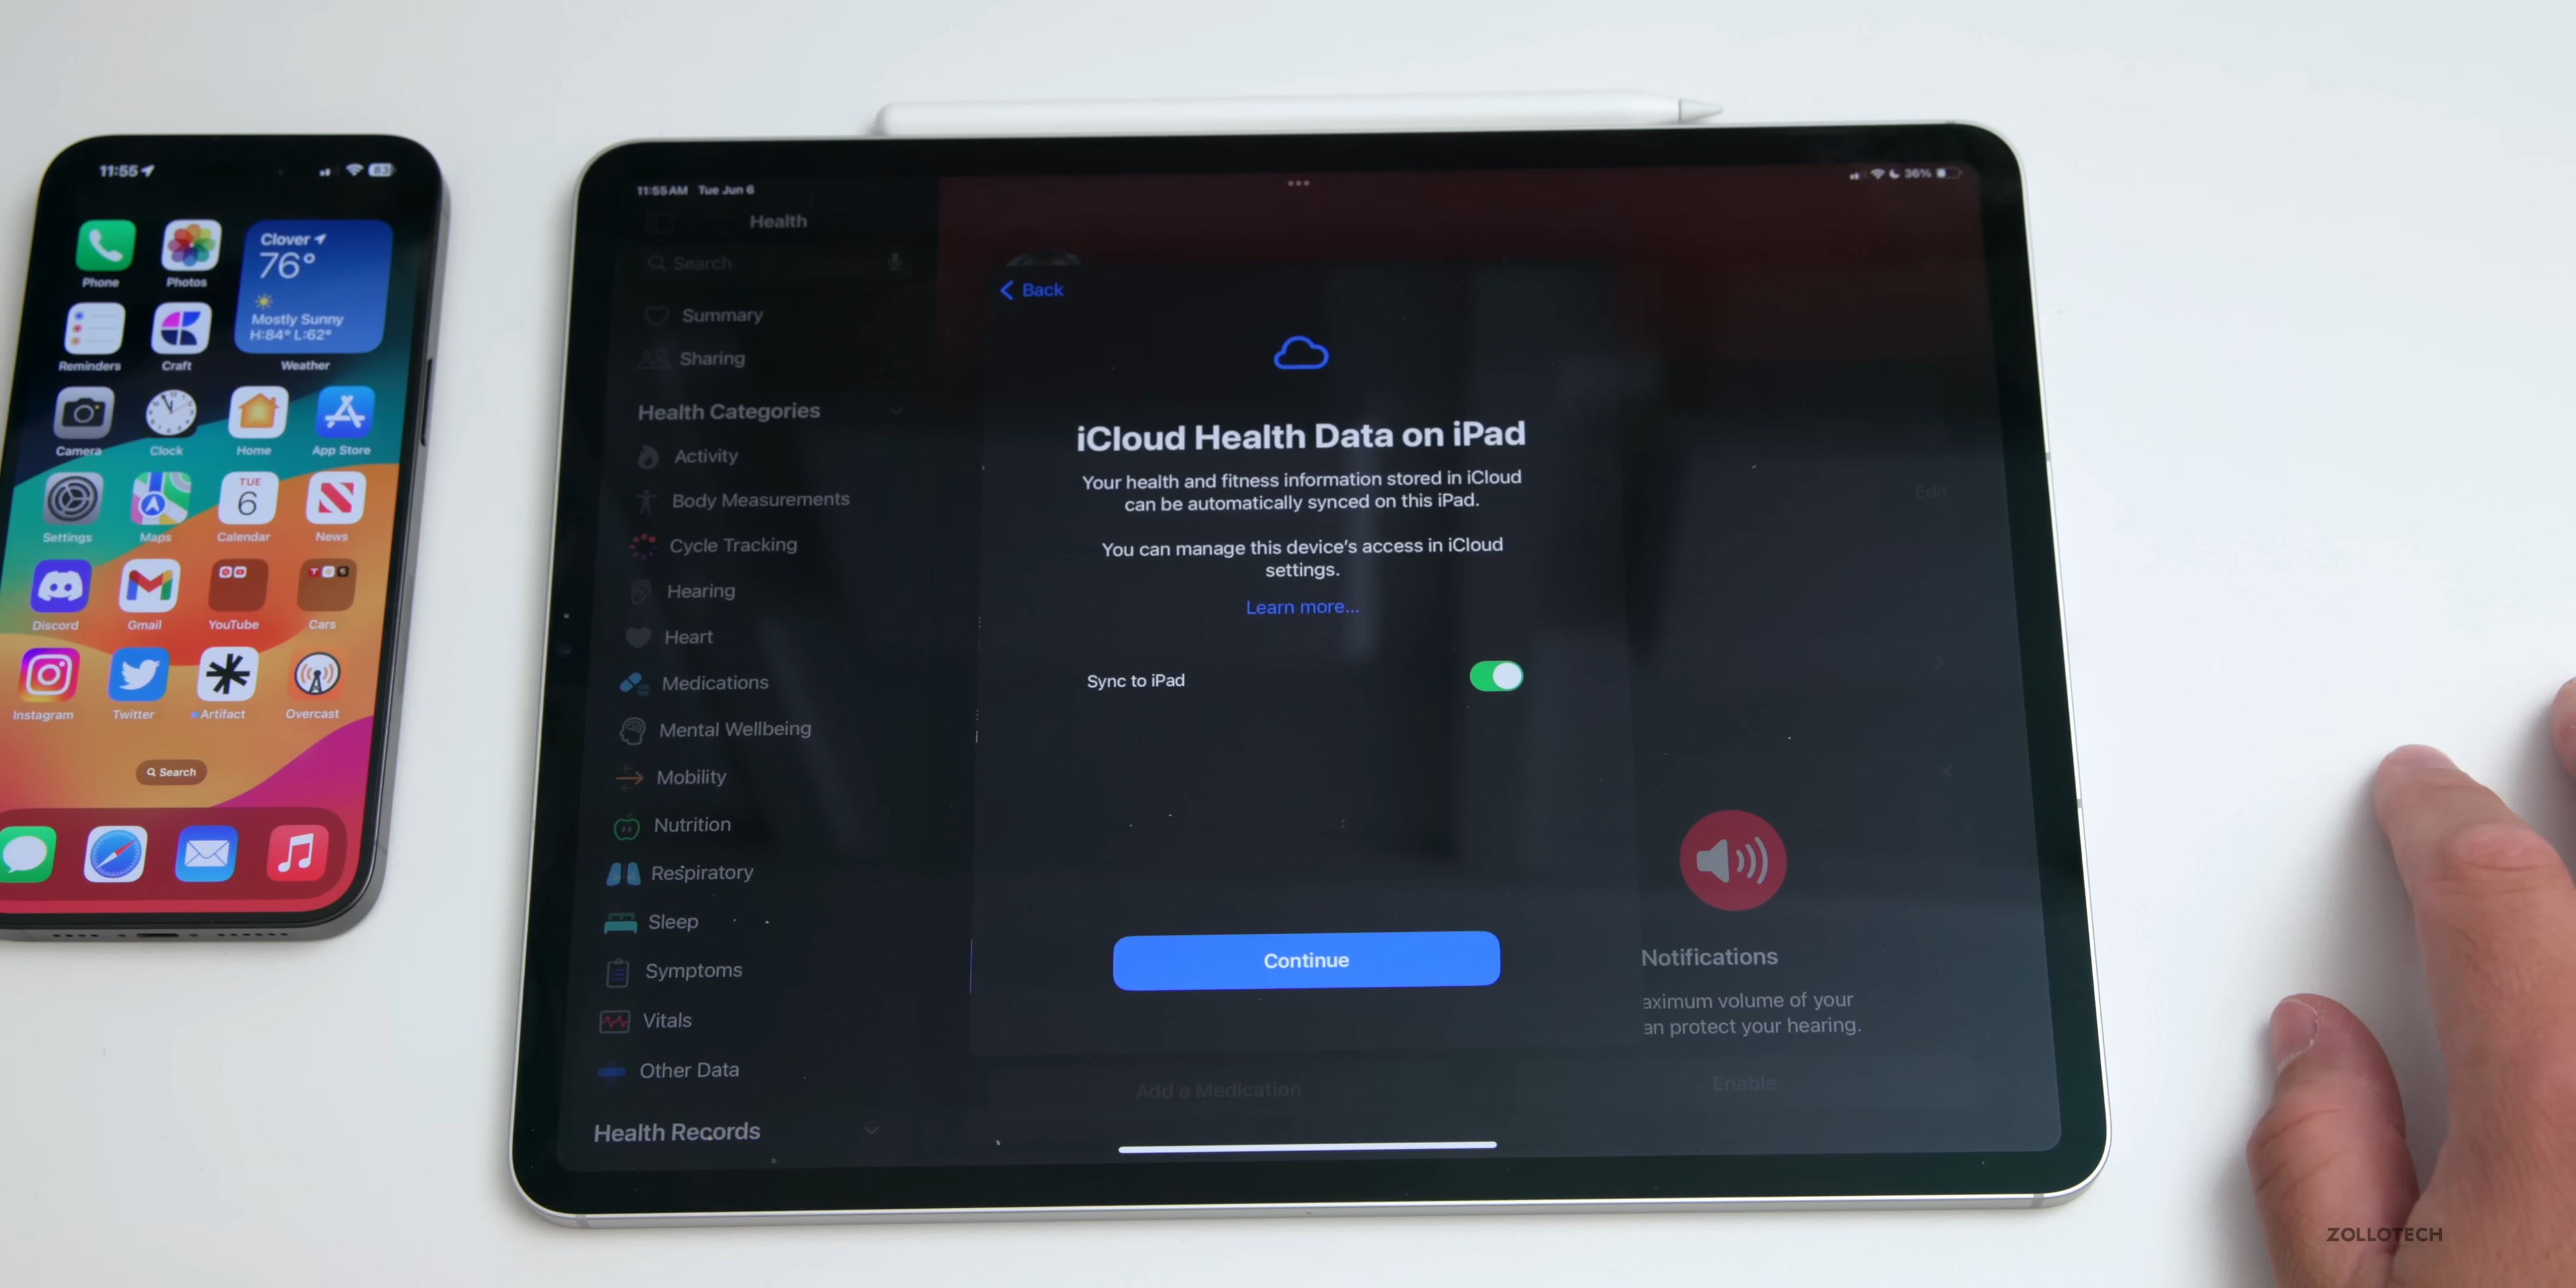 11:55
83
Clover
76°
Mostly Sunny
H:84° L:62°
Phone
Photos
Weather
Reminders
Craft
Camera
Clock
Home
App Store
TUE
6
Settings
Maps
Calendar
News
Discord
Gmail
YouTube
Cars
Instagram
Twitter
Artifact
Overcast
Search
11:55 AM Tue Jun 6
36%
Health
Search
Summary
Sharing
Health Categories
Activity
Body Measurements
Cycle Tracking
Hearing
Heart
Medications
Mental Wellbeing
Mobility
Nutrition
Respiratory
Sleep
Symptoms
Vitals
Other Data
Health Records
Back
iCloud Health Data on iPad
Your health and fitness information stored in iCloud
can be automatically synced on this iPad.
You can manage this device's access in iCloud
settings.
Learn more...
Sync to iPad
Continue
Edit
Notifications
aximum volume of your
an protect your hearing.
Add a Medication
Enable
ZOLLOTECH